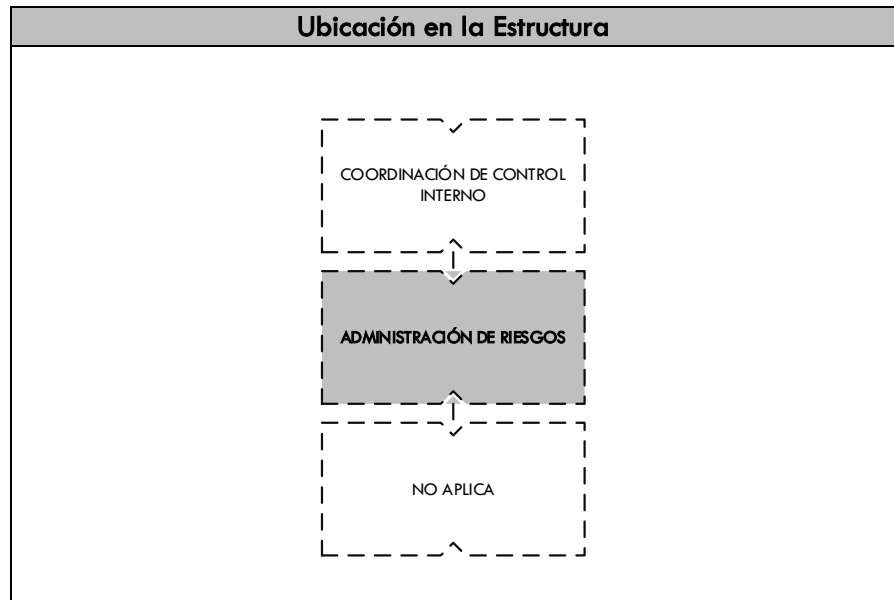 Ubicación en la Estructura
COORDINACIÓN DE CONTROL
INTERNO
ADMINISTRACIÓN DE RIESGOS
NO APLICA